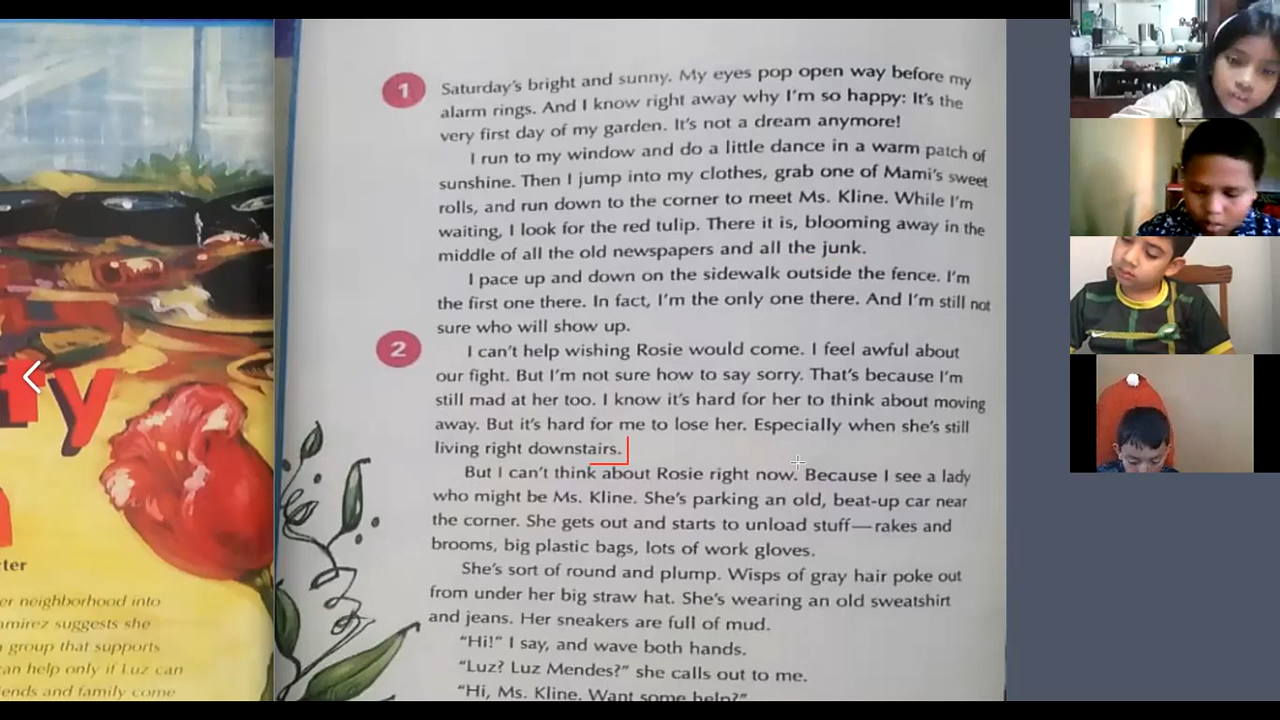 ty
ter
er neighborhood into
amirez suggests she
a group that supports
an help only if Luz can
ends and family come
1
Saturday's bright and sunny. My eyes pop open way before my
alarm rings. And I know right away why I'm so happy: It's the
very first day of my garden. It's not a dream anymore!
I run to my window and do a little dance in a warm patch of
sunshine. Then I jump into my clothes, grab one of Mami's sweet
rolls, and run down to the corner to meet Ms. Kline. While I'm
waiting, I look for the red tulip. There it is, blooming away in the
middle of all the old newspapers and all the junk.
I pace up and down on the sidewalk outside the fence. I'm
the first one there. In fact, I'm the only one there. And I'm still not
sure who will show up.
2
I can't help wishing Rosie would come. I feel awful about
our fight. But I'm not sure how to say sorry. That's because I'm
still mad at her too. I know it's hard for her to think about moving
away. But it's hard for me to lose her. Especially when she's still
living right downstairs.
But I can't think about Rosie right now. Because I see a lady
who might be Ms. Kline. She's parking an old, beat-up car near
the corner. She gets out and starts to unload stuff—rakes and
brooms, big plastic bags, lots of work gloves.
She's sort of round and plump. Wisps of gray hair poke out
from under her big straw hat. She's wearing an old sweatshirt
and jeans. Her sneakers are full of mud.
"Hi!" I say, and wave both hands.
"Luz? Luz Mendes?" she calls out to me.
"Hi, Ms. Kline. Want some help?"